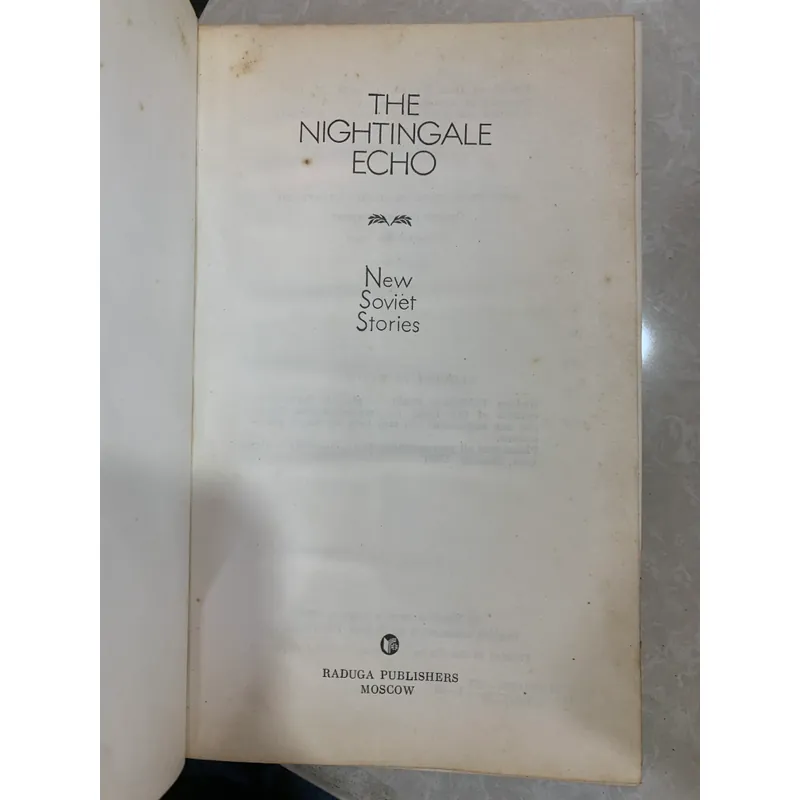 THE
NIGHTINGALE
ECHO
New
Soviet
Stories
RADUGA PUBLISHERS
MOSCOW